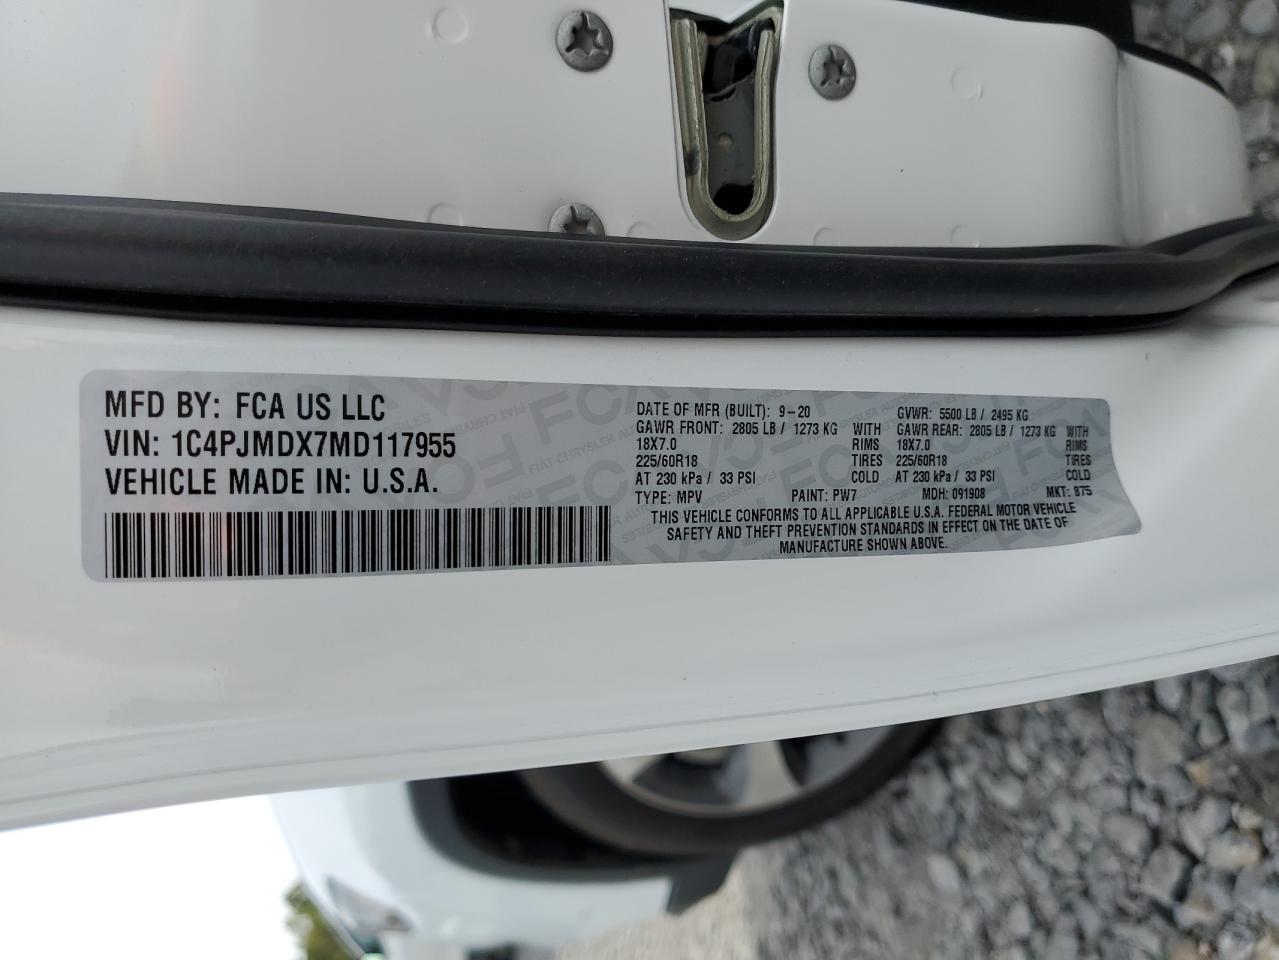 MFD BY: FCA US LLC
VIN: 1C4PJMDX7MD117955
VEHICLE MADE IN: U.S.A.
DATE OF MFR (BUILT): 9-20 GVWR: 5500 LB / 2495 KG
GAWR FRONT: 2805 LB / 1273 KG WITH GAWR REAR: 2805 LB / 1273 KG WITH
18X7.0 RIMS 18X7.0 RIMS
225/60R18 TIRES 225/60R18 TIRES
AT 230 kPa / 33 PSI COLD AT 230 kPa / 33 PSI COLD
TYPE: MPV PAINT: PW7 MDH: 091908 MKT: 875
THIS VEHICLE CONFORMS TO ALL APPLICABLE U.S.A. FEDERAL MOTOR VEHICLE
SAFETY AND THEFT PREVENTION STANDARDS IN EFFECT ON THE DATE OF
MANUFACTURE SHOWN ABOVE.